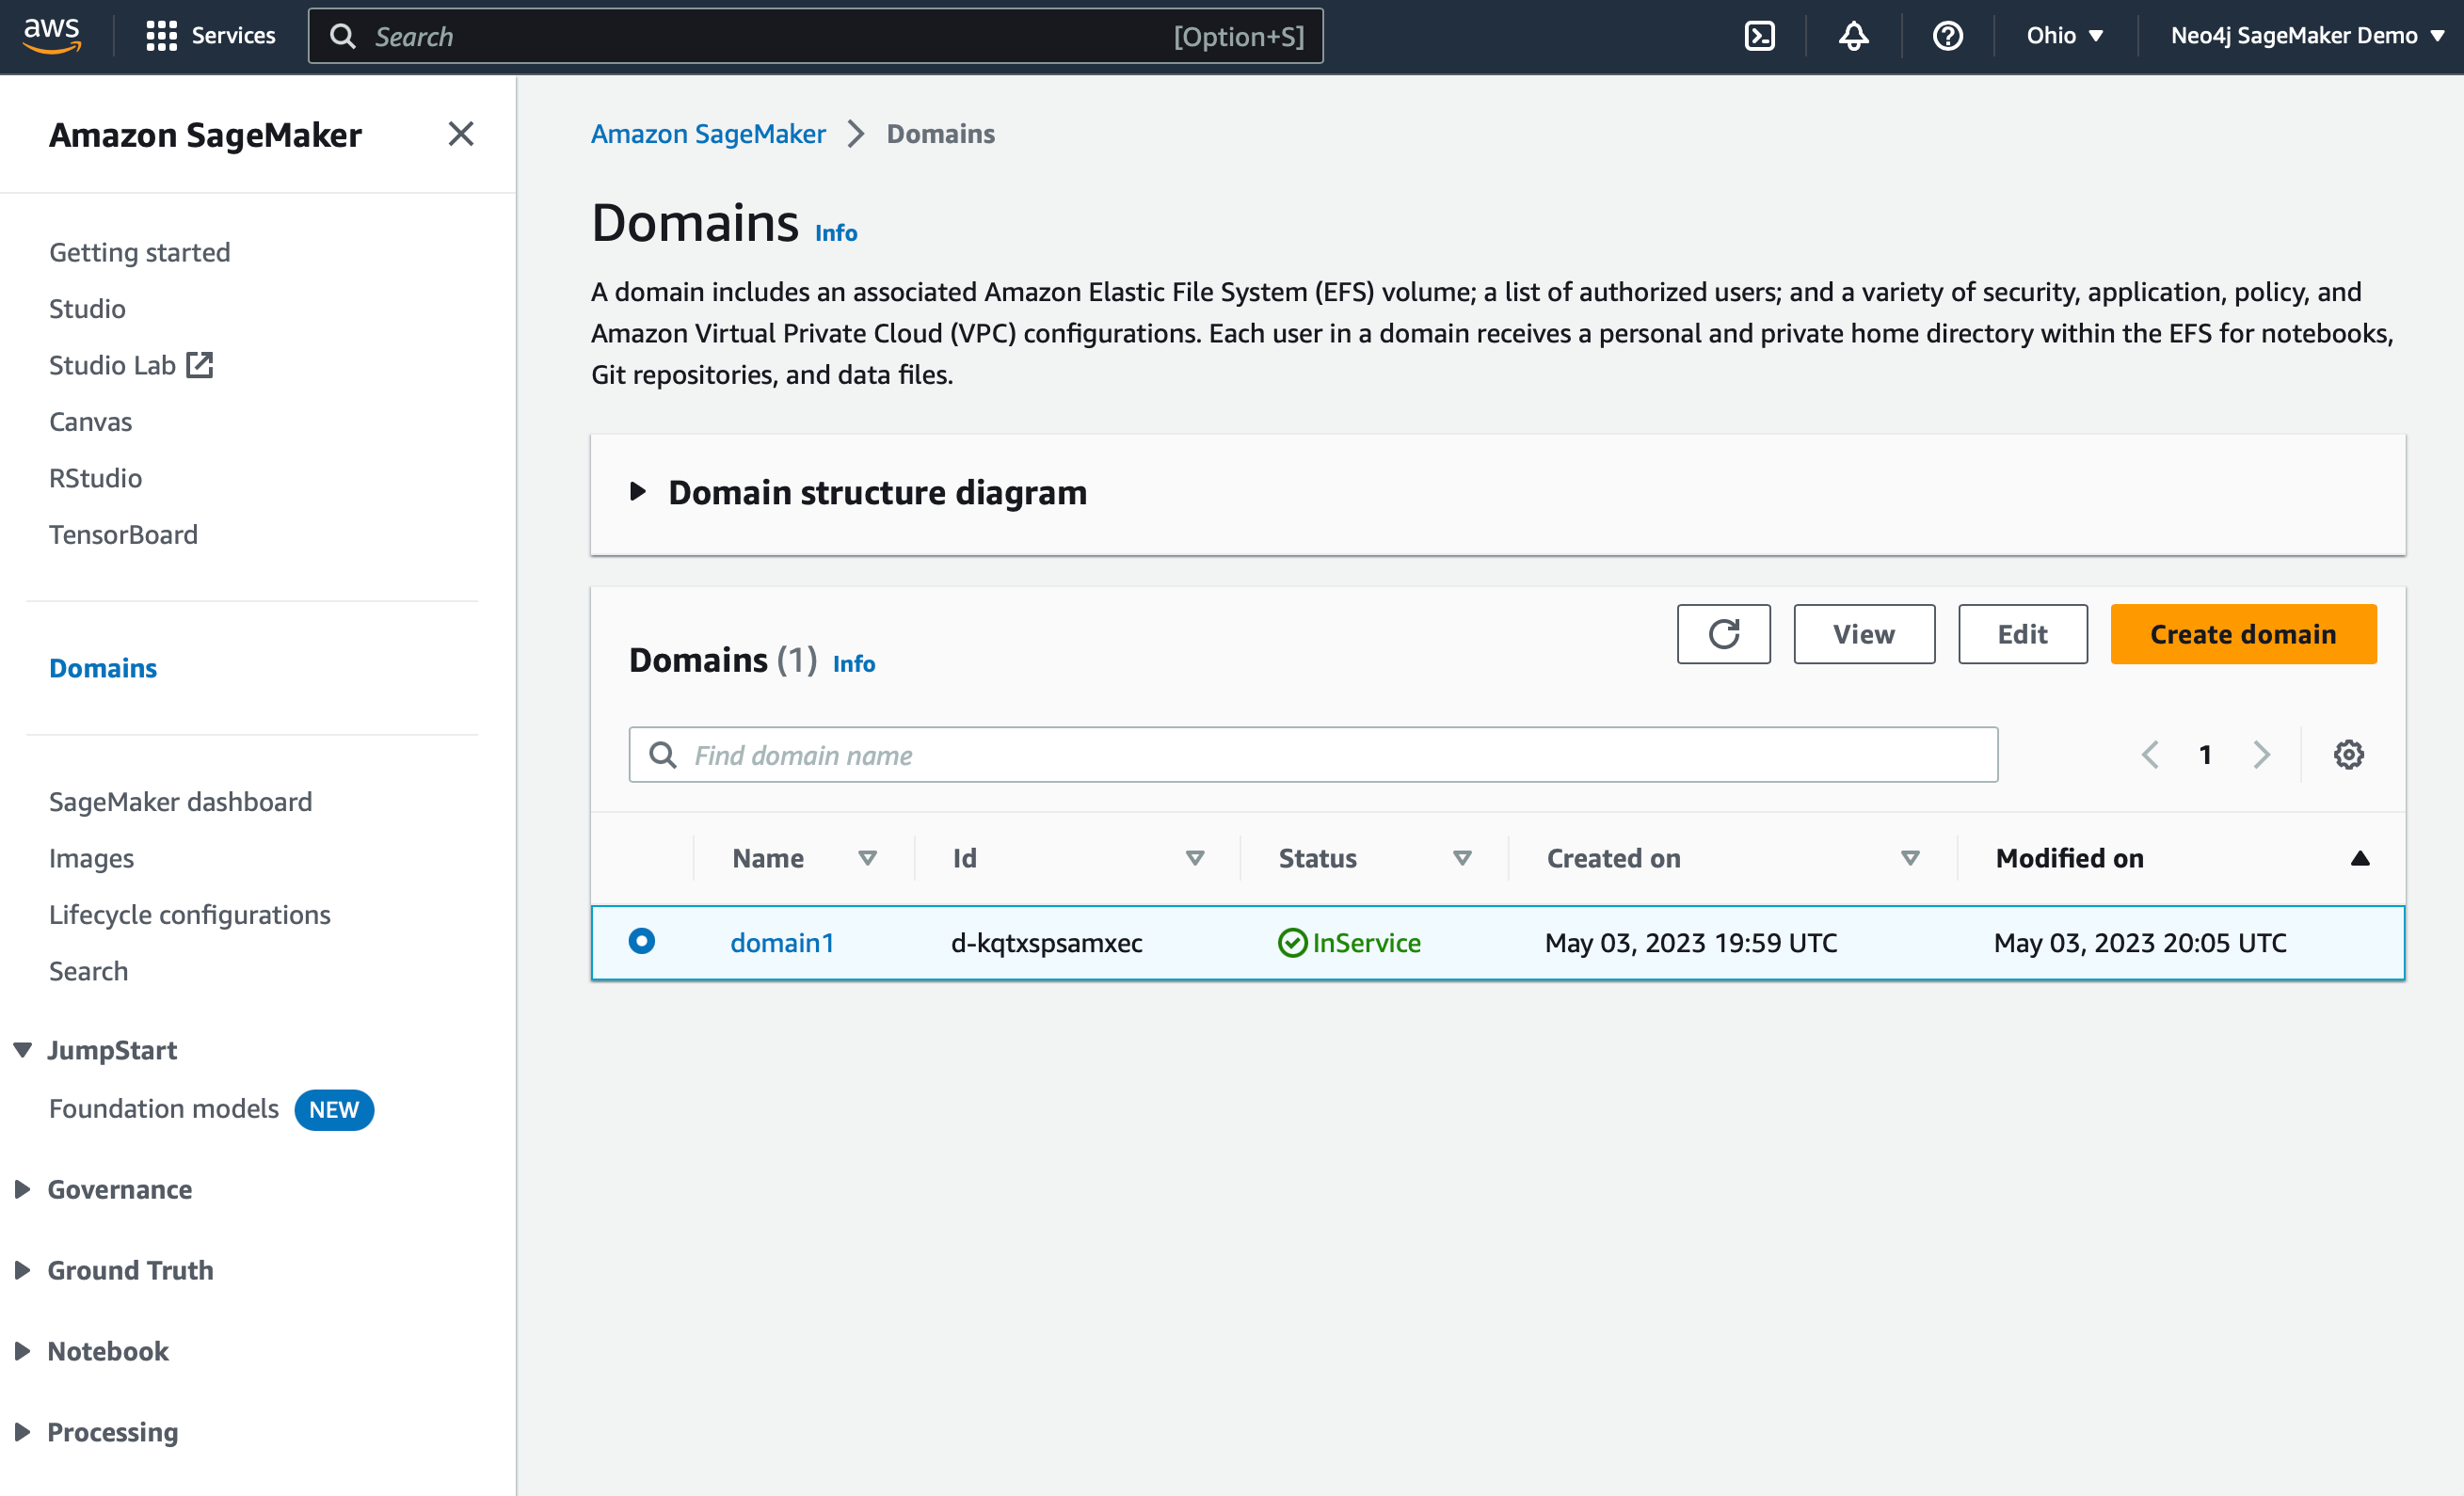 aws
Services
Search
[Option+S]
Ohio
Neo4j SageMaker Demo
Amazon SageMaker
Getting started
Studio
Studio Lab
Canvas
RStudio
TensorBoard
Domains
SageMaker dashboard
Images
Lifecycle configurations
Search
JumpStart
Foundation models NEW
Governance
Ground Truth
Notebook
Processing
Amazon SageMaker > Domains
Domains Info
A domain includes an associated Amazon Elastic File System (EFS) volume; a list of authorized users; and a variety of security, application, policy, and
Amazon Virtual Private Cloud (VPC) configurations. Each user in a domain receives a personal and private home directory within the EFS for notebooks,
Git repositories, and data files.
Domain structure diagram
Domains (1) Info
View
Edit
Create domain
Find domain name
1
Name Id Status Created on Modified on
domain1 d-kqtxspsamxec InService May 03, 2023 19:59 UTC May 03, 2023 20:05 UTC